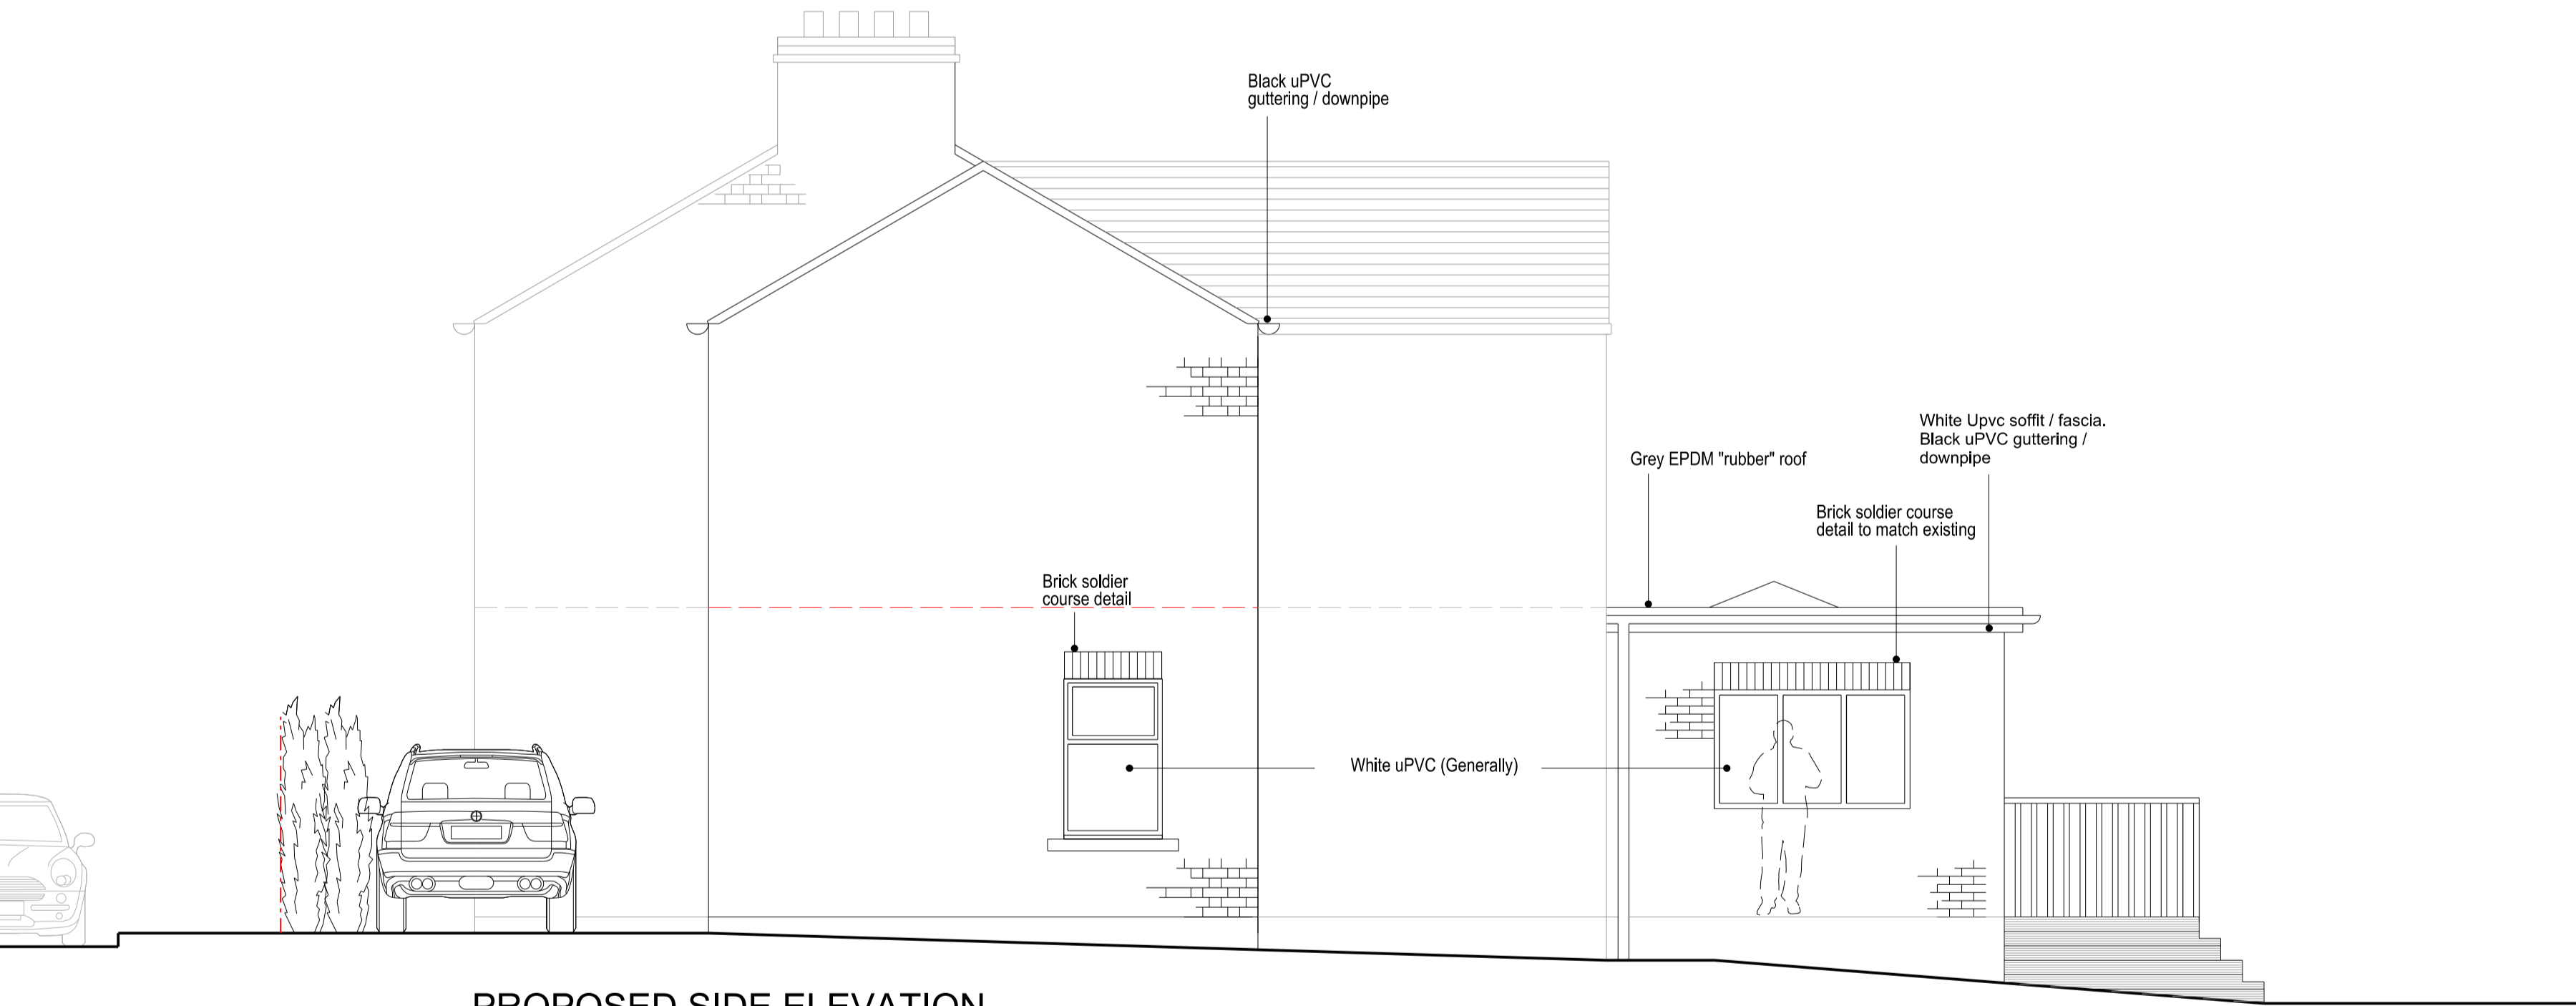 Black uPVC
guttering / downpipe
White Upvc soffit / fascia.
Black uPVC guttering /
downpipe
Grey EPDM "rubber" roof
Brick soldier course
detail to match existing
Brick soldier
course detail
White uPVC (Generally)
PROPOSED SIDE ELEVATION